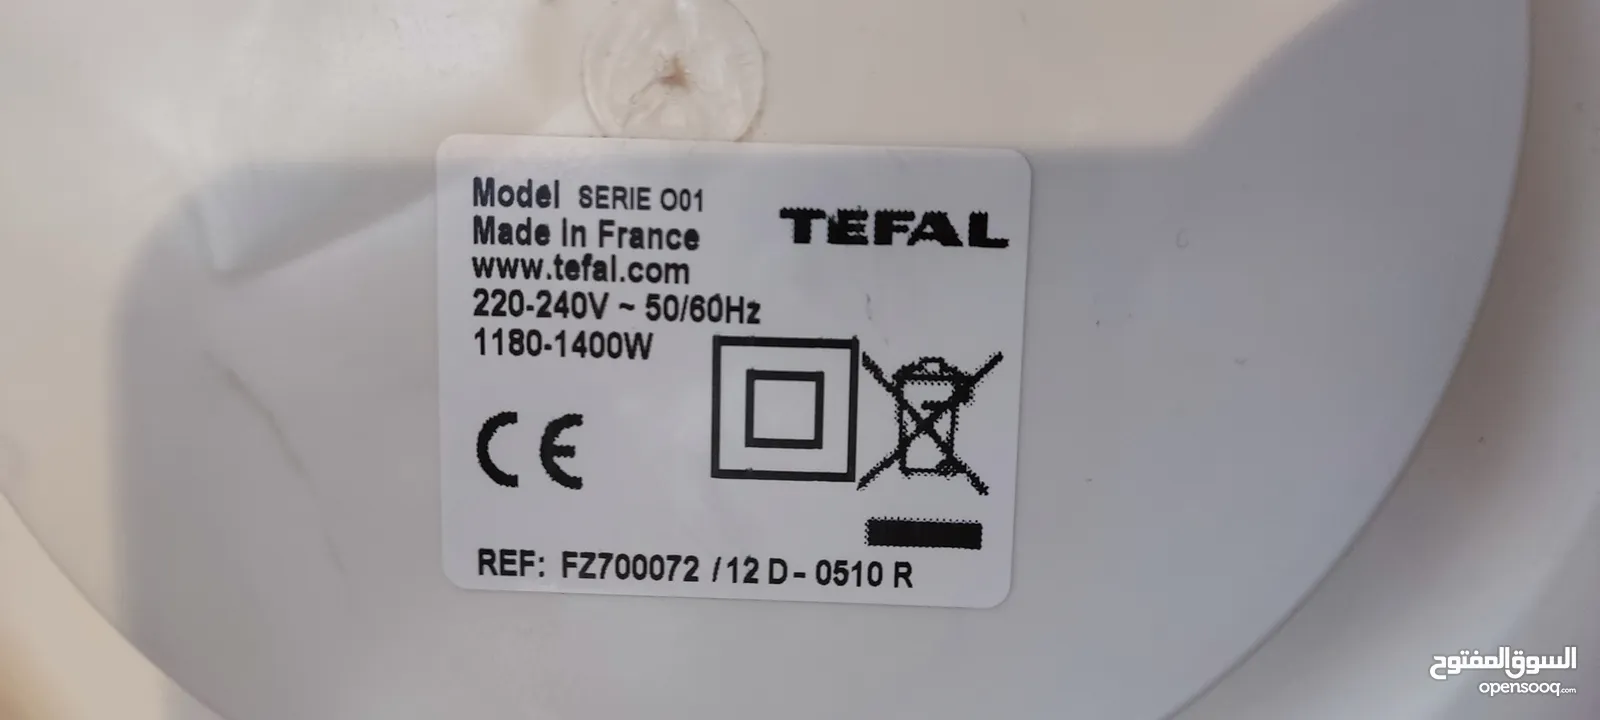 Model SERIE O01
TEFAL
Made In France
www.tefal.com
220-240V ~ 50/60Hz
1180-1400W
CE
REF: FZ700072 /12 D- 0510 R
السوق المفتوح
opensooq.com